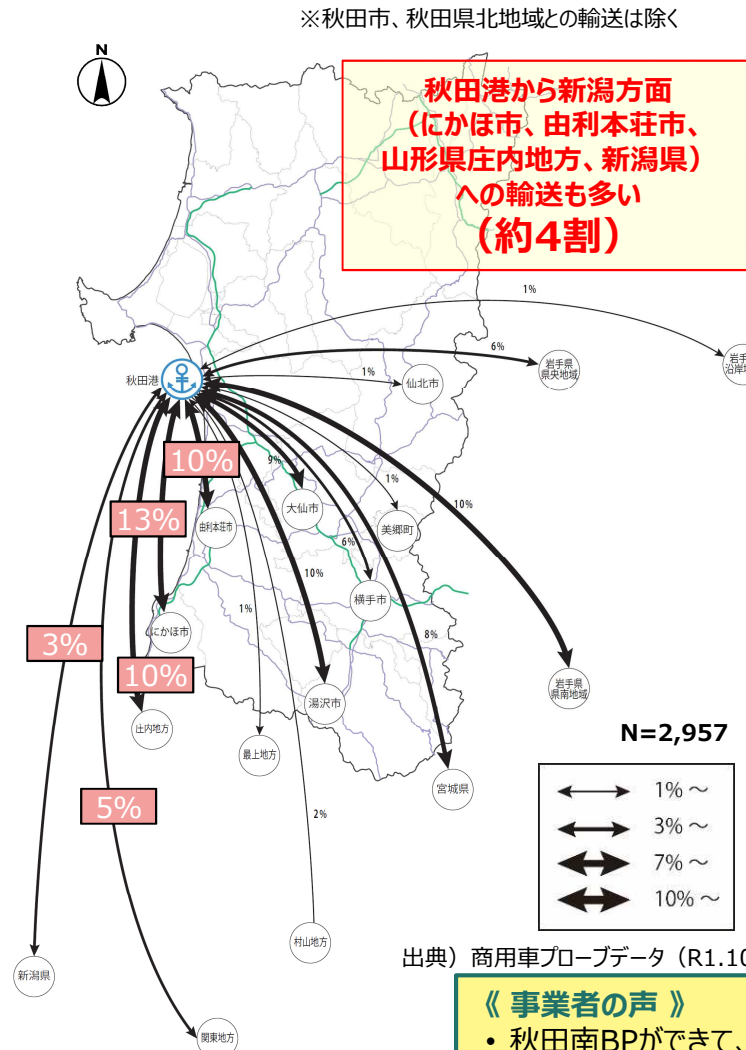 ※秋田市、秋田県北地域との輸送は除く
N
秋田港から新潟方面
（にかほ市、由利本荘市、
山形県庄内地方、新潟県）
への輸送も多い
（約4割）
1%
6%
岩手県
県央地域
岩手
沿岸地
秋田港
1%
仙北市
10%
9%
大仙市
1%
美郷町
10%
13%
由利本荘市
6%
10%
横手市
1%
8%
にかほ市
3%
10%
湯沢市
岩手県
県南地域
庄内地方
最上地方
宮城県
N=2,957
5%
2%
1% ～
3% ～
7% ～
10% ～
村山地方
新潟県
関東地方
出典）商用車プローブデータ（R1.10
《 事業者の声 》
• 秋田南BPができて、